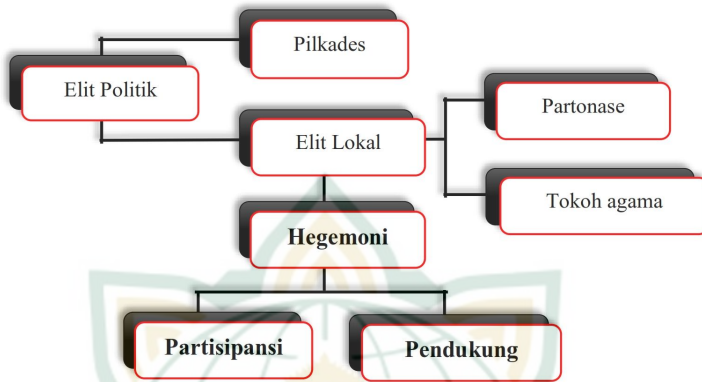 Pilkades
Elit Politik
Partonase
Elit Lokal
Tokoh agama
Hegemoni
Partisipansi
Pendukung